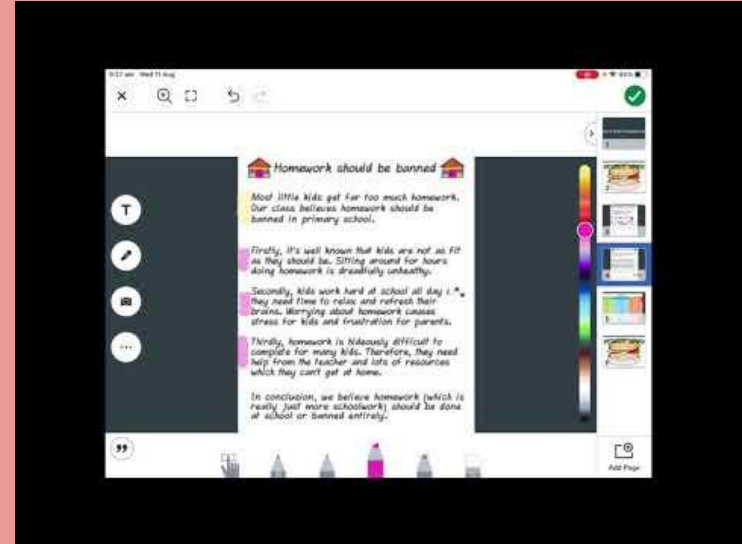 9:57 am Wed 11 Aug
Homework should be banned
Most little kids get far too much homework.
Our class believes homework should be
banned in primary school.
Firstly, it's well known that kids are not as fit
as they should be. Sitting around for hours
doing homework is dreadfully unhealthy.
Secondly, kids work hard at school all day
they need time to relax and refresh their
brains. Worrying about homework causes
stress for kids and frustration for parents.
Thirdly, homework is hideously difficult to
complete for many kids. Therefore, they need
help from the teacher and lots of resources
which they can't get at home.
In conclusion, we believe homework (which is
really just more schoolwork) should be done
at school or banned entirely.
T
Add Page